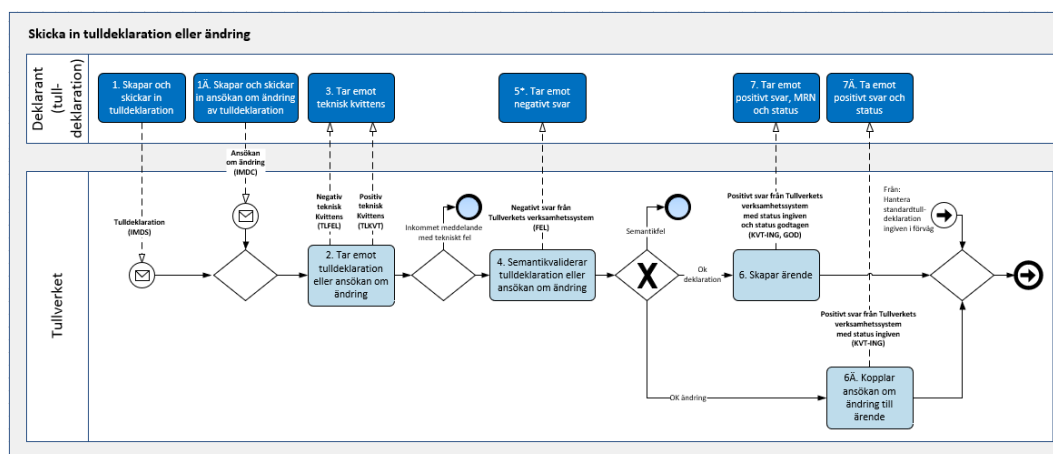 Skicka in tulldeklaration eller ändring
Deklarant
(tull-
deklaration)
1. Skapar och
skickar in
tulldeklaration
1Ä. Skapar och skickar
in ansökan om ändring
av tulldeklaration
3. Tar emot
teknisk kvittens
5*. Tar emot
negativt svar
7. Tar emot
positivt svar, MRN
och status
7Ä. Ta emot
positivt svar och
status
Tullverket
Tulldeklaration
(IMDS)
Ansökan
om ändring
(IMDC)
Negativ
teknisk
Kvittens
(TLFEL)
Positiv
teknisk
Kvittens
(TLKVT)
2. Tar emot
tulldeklaration
eller ansökan om
ändring
Inkommet meddelande
med tekniskt fel
Negativt svar från
Tullverkets verksamhetssystem
(FEL)
4. Semantikvaliderar
tulldeklaration eller
ansökan om ändring
Semantikfel
X
Ok
deklaration
OK ändring
Positivt svar från Tullverkets
verksamhetssystem
med status ingiven
och status godtagen
(KVT-ING, GOD)
6. Skapar ärende
Positivt svar från Tullverkets
verksamhetssystem
med status ingiven
(KVT-ING)
6Ä. Kopplar
ansökan om
ändring till
ärende
Från:
Hantera
standardtull-
deklaration
ingiven i förväg